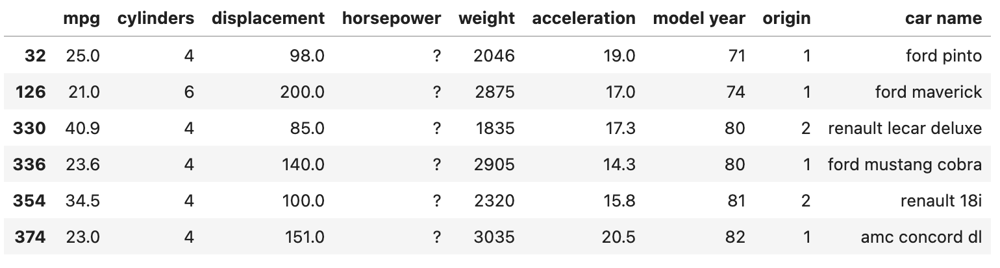 mpg cylinders displacement horsepower weight acceleration model year origin car name
32 25.0 4 98.0 ? 2046 19.0 71 1 ford pinto
126 21.0 6 200.0 ? 2875 17.0 74 1 ford maverick
330 40.9 4 85.0 ? 1835 17.3 80 2 renault lecar deluxe
336 23.6 4 140.0 ? 2905 14.3 80 1 ford mustang cobra
354 34.5 4 100.0 ? 2320 15.8 81 2 renault 18i
374 23.0 4 151.0 ? 3035 20.5 82 1 amc concord dl